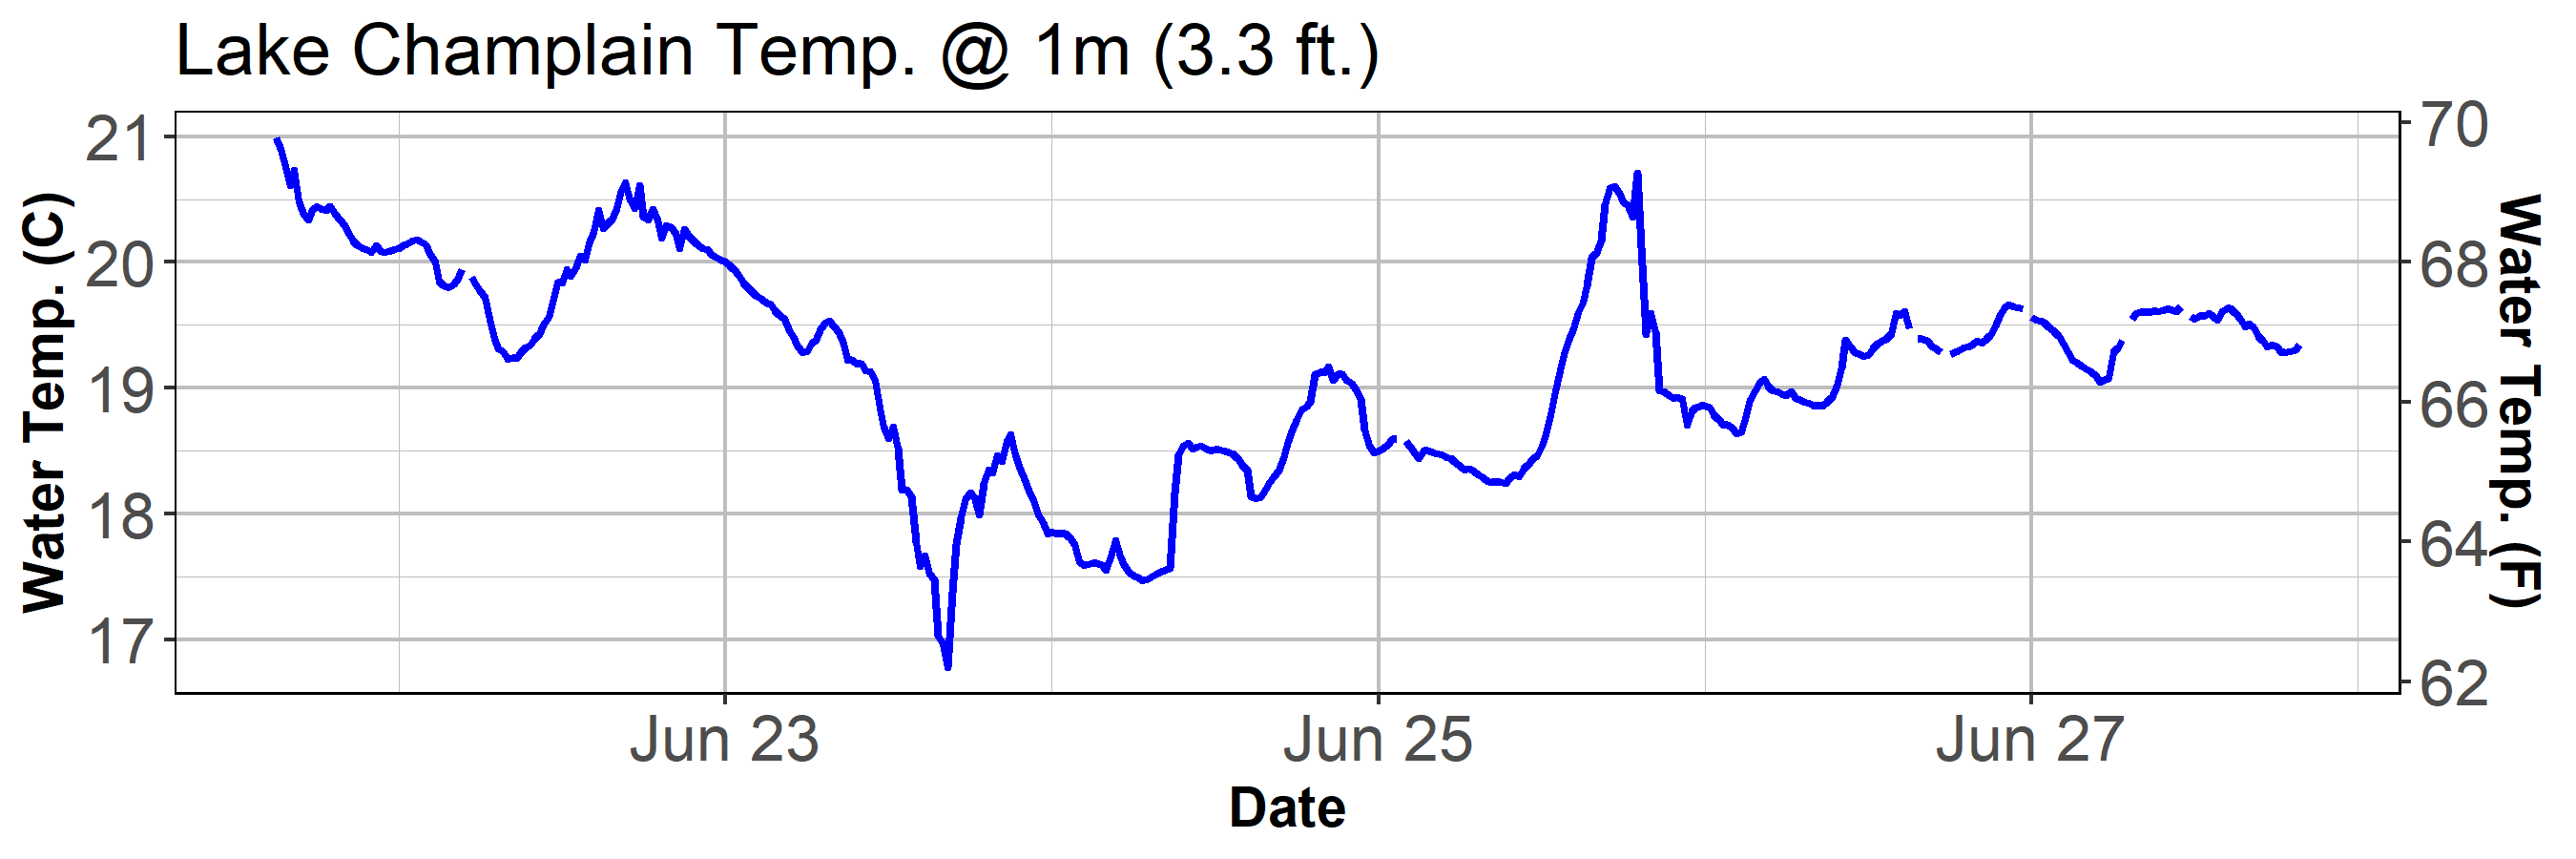 Lake Champlain Temp. @ 1m (3.3 ft.)
Water Temp. (C)
21
20
19
18
17
70
68
66
64
62
Water Temp. (F)
Jun 23
Jun 25
Jun 27
Date